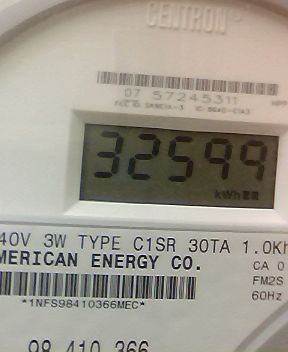 CENTRON
07 57245311
32599
kWh
40V 3W TYPE C1SR 30TA 1.0Kh
MERICAN ENERGY CO.
CA 0
FM2S
*1NFS98410366MEC*
60Hz
98 410 366